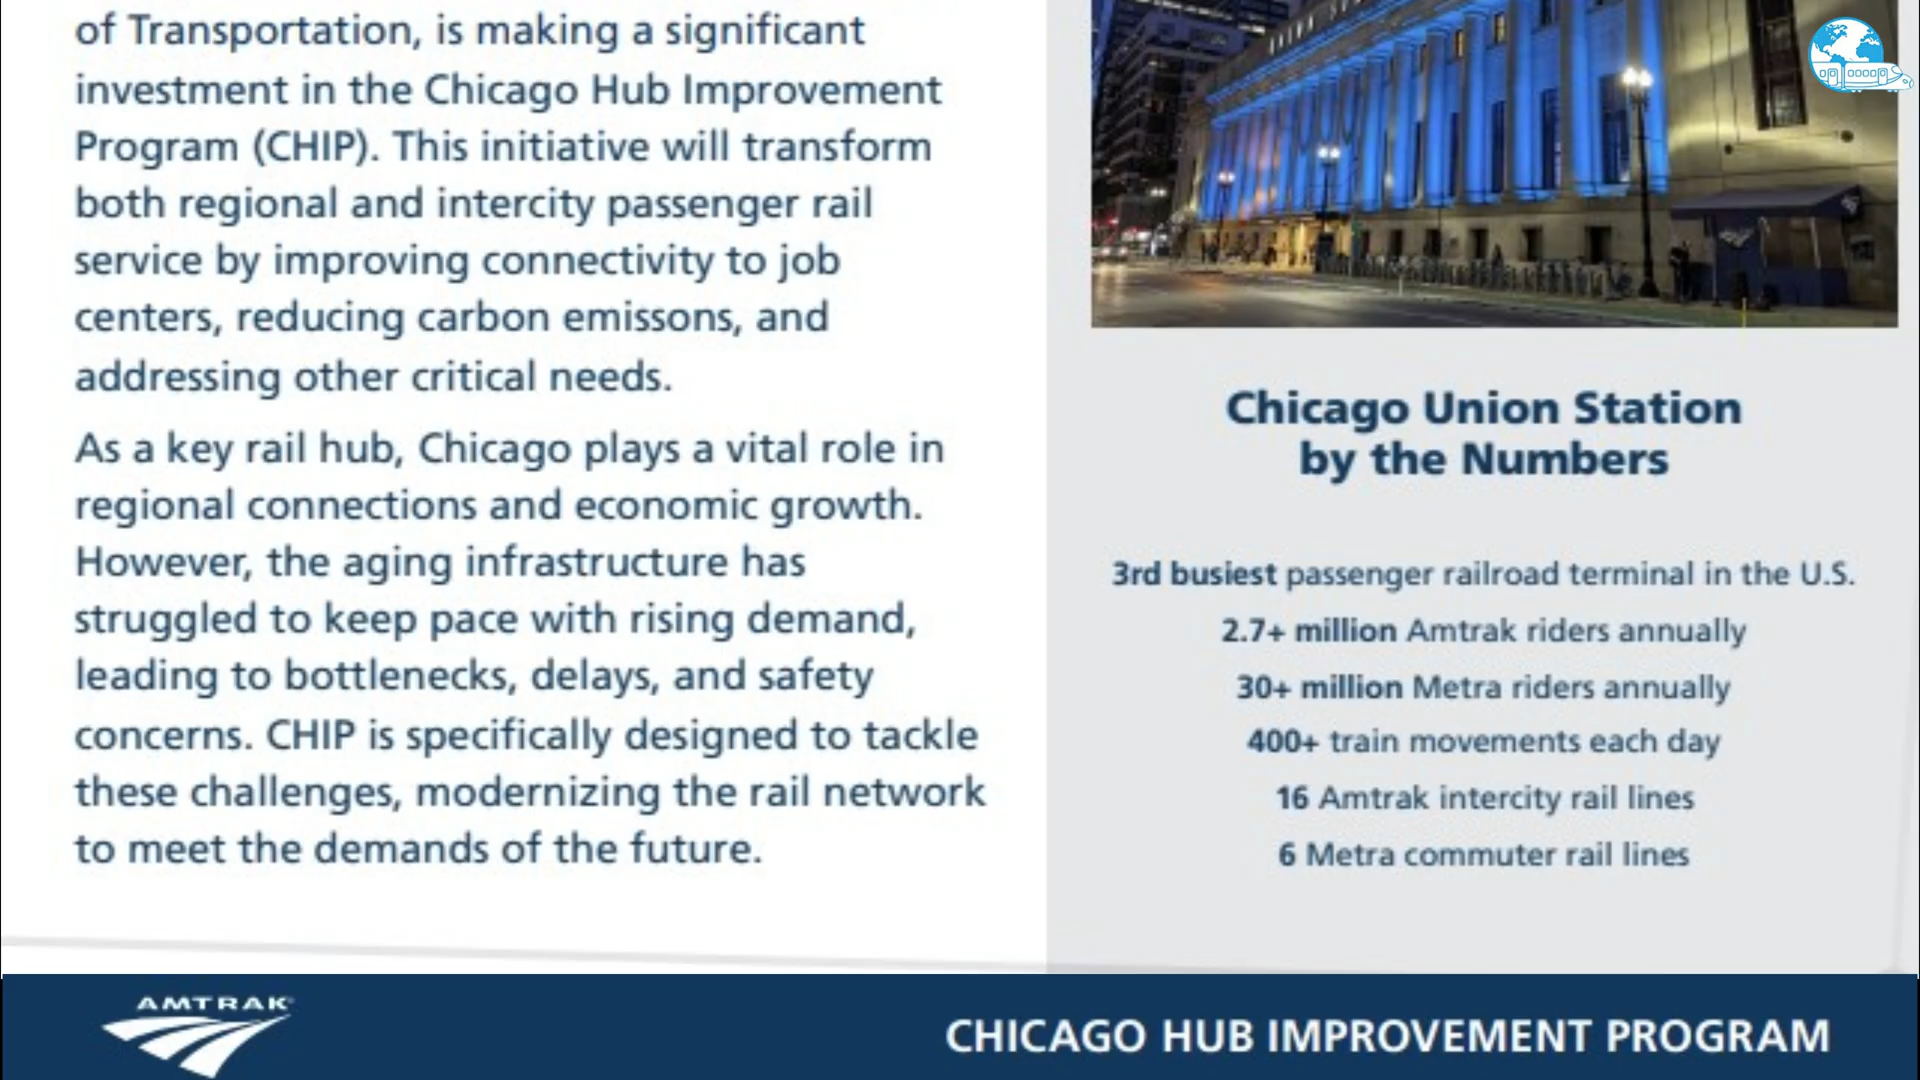 of Transportation, is making a significant
investment in the Chicago Hub Improvement
Program (CHIP). This initiative will transform
both regional and intercity passenger rail
service by improving connectivity to job
centers, reducing carbon emissons, and
addressing other critical needs.
As a key rail hub, Chicago plays a vital role in
regional connections and economic growth.
However, the aging infrastructure has
struggled to keep pace with rising demand,
leading to bottlenecks, delays, and safety
concerns. CHIP is specifically designed to tackle
these challenges, modernizing the rail network
to meet the demands of the future.
Chicago Union Station
by the Numbers
3rd busiest passenger railroad terminal in the U.S.
2.7+ million Amtrak riders annually
30+ million Metra riders annually
400+ train movements each day
16 Amtrak intercity rail lines
6 Metra commuter rail lines
AMTRAK
CHICAGO HUB IMPROVEMENT PROGRAM